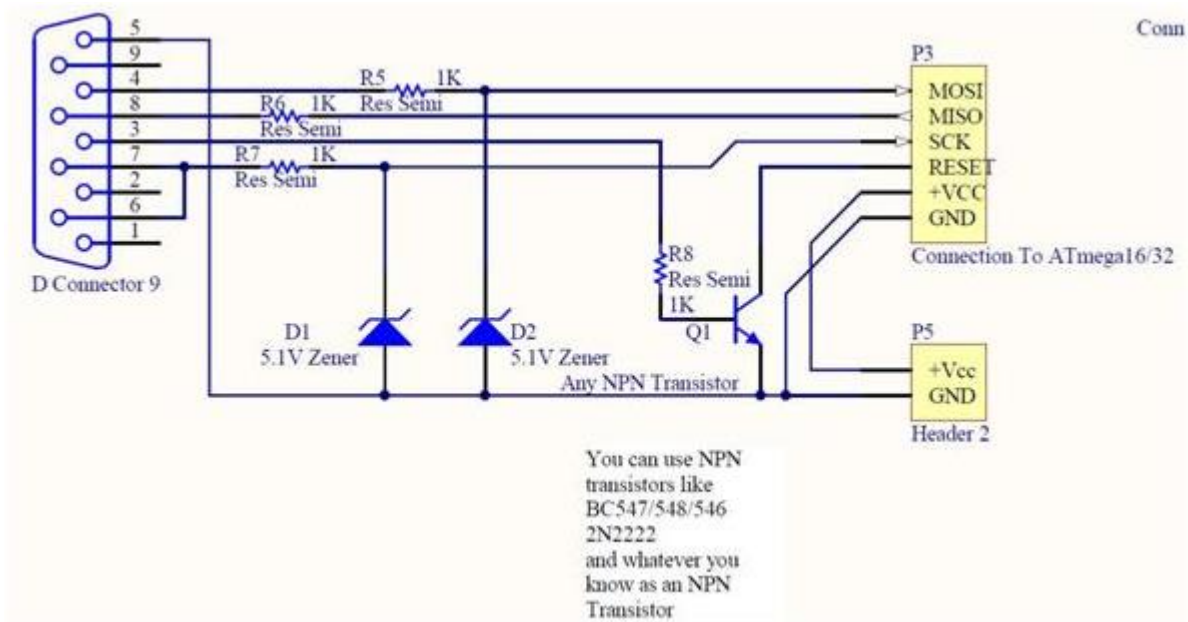 Conn
5
9
4
8
3
7
2
6
1
D Connector 9
R5 1K
Res Semi
R6 1K
Res Semi
R7 1K
Res Semi
R8
Res Semi
1K
Q1
D1
5.1V Zener
D2
5.1V Zener
Any NPN Transistor
P3
MOSI
MISO
SCK
RESET
+VCC
GND
Connection To ATmega16/32
P5
+Vcc
GND
Header 2
You can use NPN
transistors like
BC547/548/546
2N2222
and whatever you
know as an NPN
Transistor